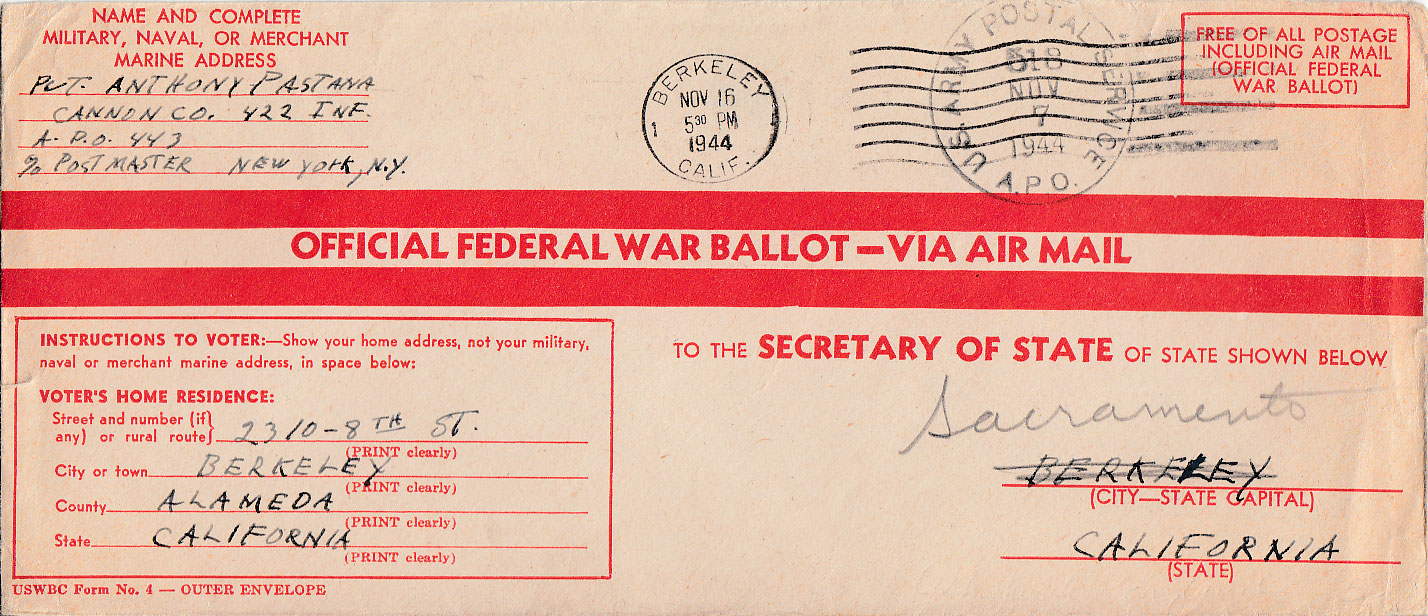 NAME AND COMPLETE
MILITARY, NAVAL, OR MERCHANT
MARINE ADDRESS
PVT. ANTHONY PASTANA
CANNON CO. 422 INF.
A.P.O. 443
c/o POSTMASTER NEW YORK, N.Y.
BERKELEY
NOV 16
5 30 PM
1944
1
CALIF.
U.S. ARMY POSTAL SERVICE
518
NOV
7
1944
A.P.O.
FREE OF ALL POSTAGE
INCLUDING AIR MAIL
(OFFICIAL FEDERAL
WAR BALLOT)
OFFICIAL FEDERAL WAR BALLOT—VIA AIR MAIL
INSTRUCTIONS TO VOTER:—Show your home address, not your military,
naval or merchant marine address, in space below:
VOTER'S HOME RESIDENCE:
Street and number (if
any) or rural route} 2310-8TH ST.
(PRINT clearly)
City or town BERKELEY
(PRINT clearly)
County ALAMEDA
(PRINT clearly)
State CALIFORNIA
(PRINT clearly)
USWBC Form No. 4 — OUTER ENVELOPE
TO THE SECRETARY OF STATE OF STATE SHOWN BELOW
Sacramento
BERKELEY
(CITY—STATE CAPITAL)
CALIFORNIA
(STATE)